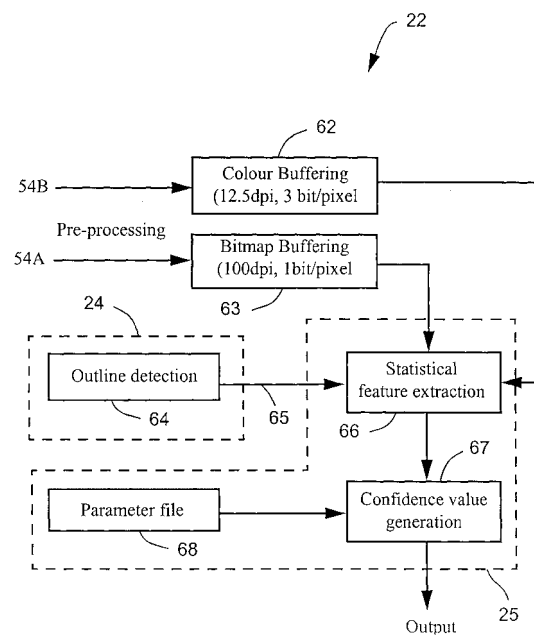 22
62
Colour Buffering
(12.5dpi, 3 bit/pixel
54B
Pre-processing
54A
Bitmap Buffering
(100dpi, 1bit/pixel
63
24
Outline detection
64
65
Statistical
feature extraction
66
67
Parameter file
68
Confidence value
generation
25
Output